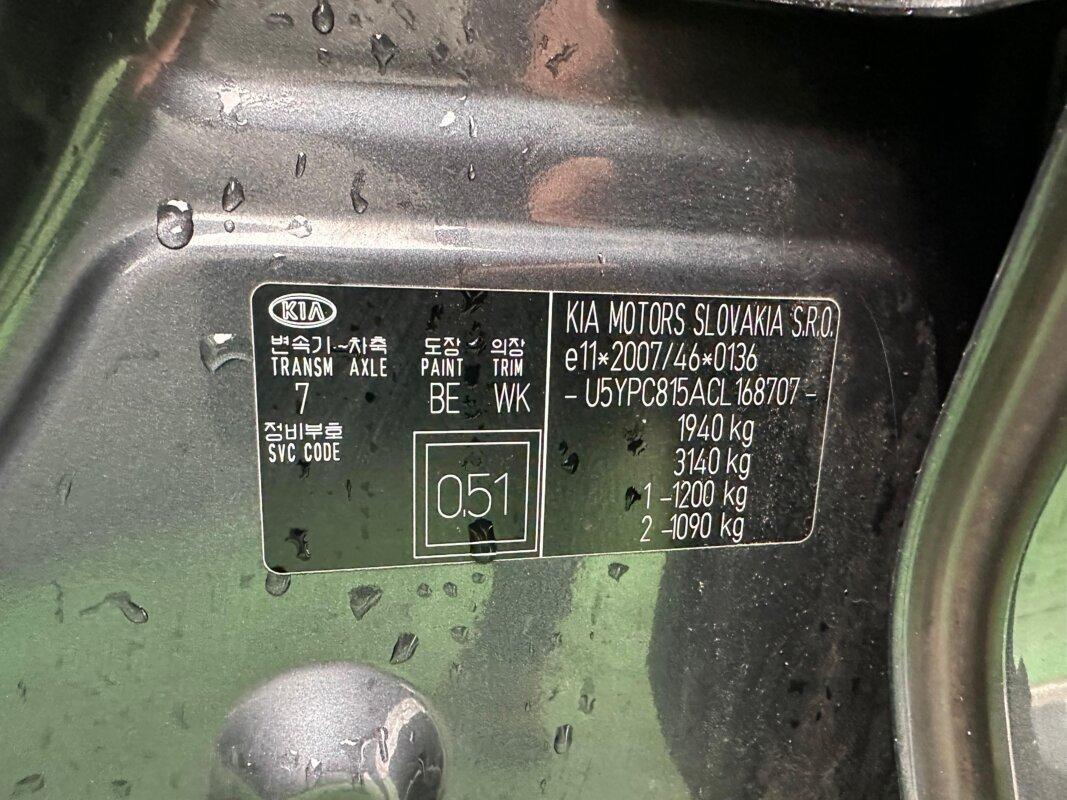 KIA
변속기~차축 도장 의장
TRANSM AXLE PAINT TRIM
7 BE WK
정비부호
SVC CODE
0.51
KIA MOTORS SLOVAKIA S.R.O.
e11*2007/46*0136
- U5YPC815ACL168707 -
1940 kg
3140 kg
1 -1200 kg
2 -1090 kg